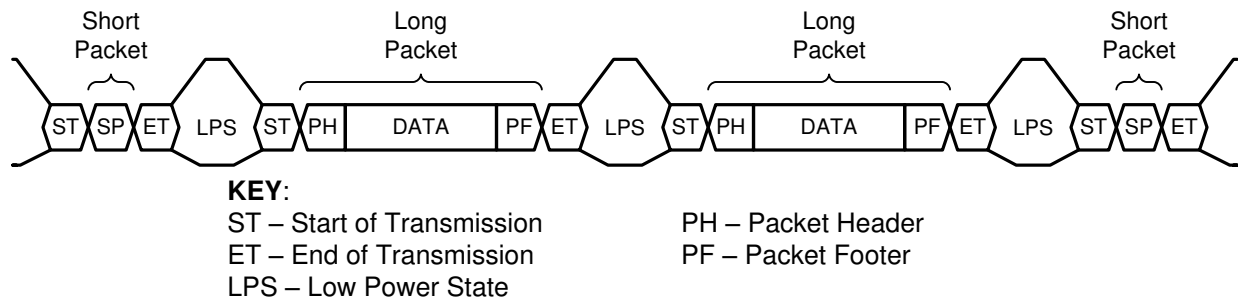 Short
Packet
Long
Packet
Long
Packet
Short
Packet
ST SP ET LPS ST PH DATA PF ET LPS ST PH DATA PF ET LPS ST SP ET
KEY:
ST – Start of Transmission
ET – End of Transmission
LPS – Low Power State
PH – Packet Header
PF – Packet Footer